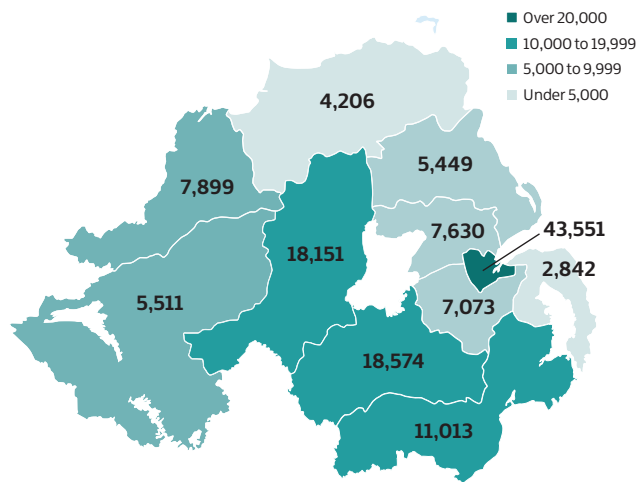 Over 20,000
10,000 to 19,999
5,000 to 9,999
Under 5,000
4,206
5,449
7,899
7,630
43,551
18,151
2,842
5,511
7,073
18,574
11,013